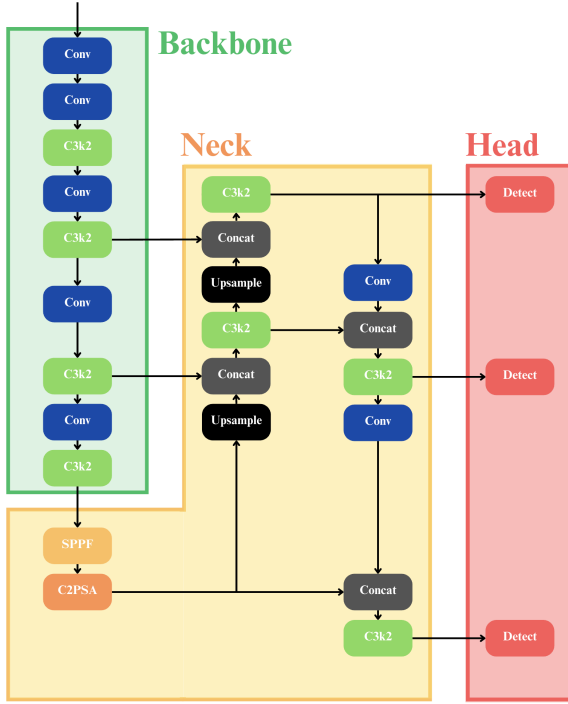 Backbone
Conv
Conv
C3k2
Conv
C3k2
Conv
C3k2
Conv
C3k2
SPPF
C2PSA
Neck
C3k2
Concat
Upsample
C3k2
Concat
Upsample
Conv
Concat
C3k2
Conv
Concat
C3k2
Head
Detect
Detect
Detect